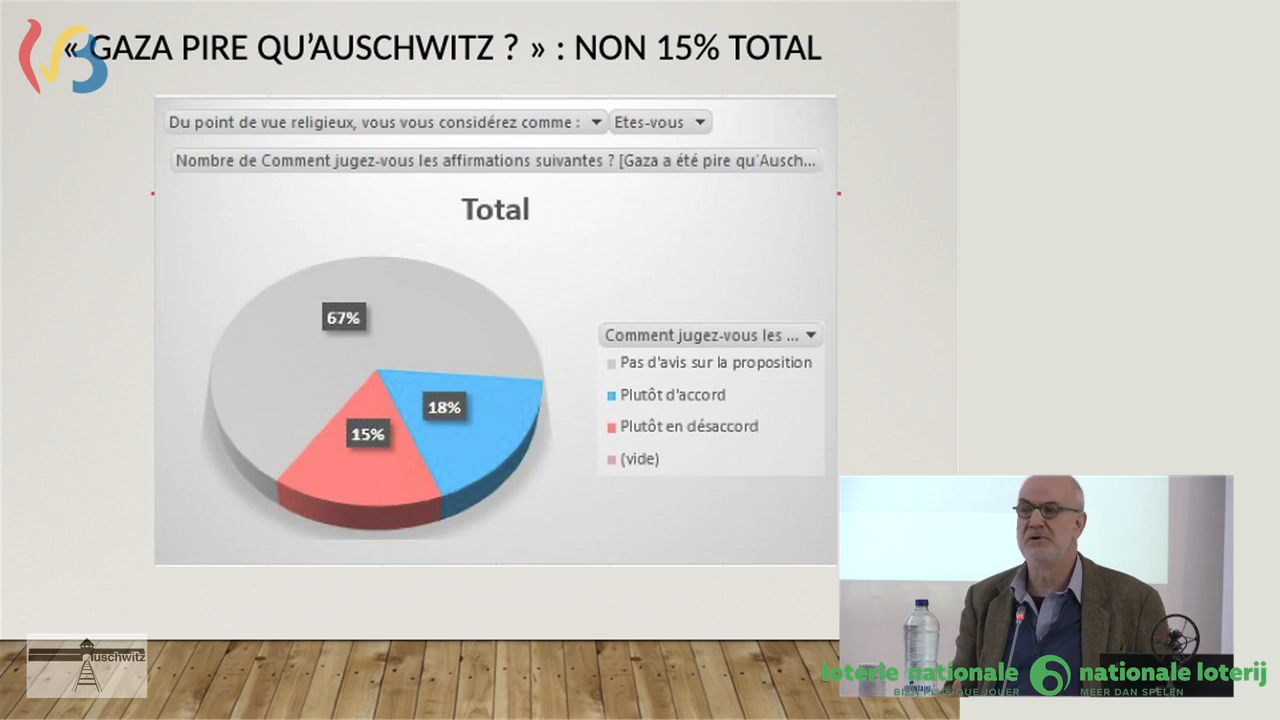 « GAZA PIRE QU'AUSCHWITZ ? » : NON 15% TOTAL
Du point de vue religieux, vous vous considérez comme : Etes-vous
Nombre de Comment jugez-vous les affirmations suivantes ? [Gaza a été pire qu'Ausch...
Total
67%
18%
15%
Comment jugez-vous les ...
Pas d'avis sur la proposition
Plutôt d'accord
Plutôt en désaccord
(vide)
uschwitz
loterie nationale
nationale loterij
MEER DAN SPELEN